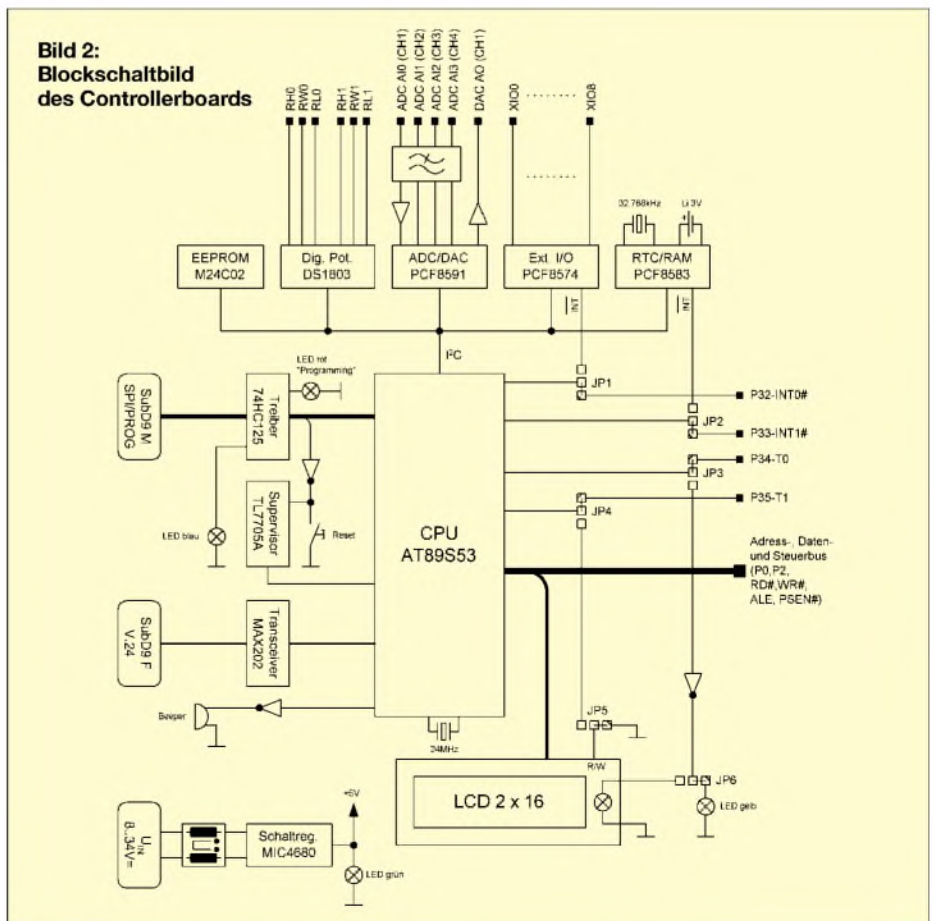 Bild 2:
Blockschaltbild
des Controllerboards
RH0
RW0
RL0
RH1
RW1
RL1
ADC AI0 (CH1)
ADC AI1 (CH2)
ADC AI2 (CH3)
ADC AI3 (CH4)
DAC AO (CH1)
XIO0
XIO8
32.768kHz
Li 3V
+
EEPROM
M24C02
Dig. Pot.
DS1803
ADC/DAC
PCF8591
Ext. I/O
PCF8574
RTC/RAM
PCF8583
INT
INT
I²C
LED rot
"Programming"
SubD9 M
SPI/PROG
Treiber
74HC125
JP1
P32-INT0#
JP2
P33-INT1#
P34-T0
JP3
P35-T1
JP4
Supervisor
TL7705A
Reset
LED blau
CPU
AT89S53
Adress-, Daten-
und Steuerbus
(P0,P2,
RD#,WR#,
ALE, PSEN#)
SubD9 F
V.24
Transceiver
MAX202
Beeper
24MHz
JP5
R/W
JP6
LCD 2 x 16
LED gelb
+5V
UIN
8..34V=
Schaltreg.
MIC4680
LED grün